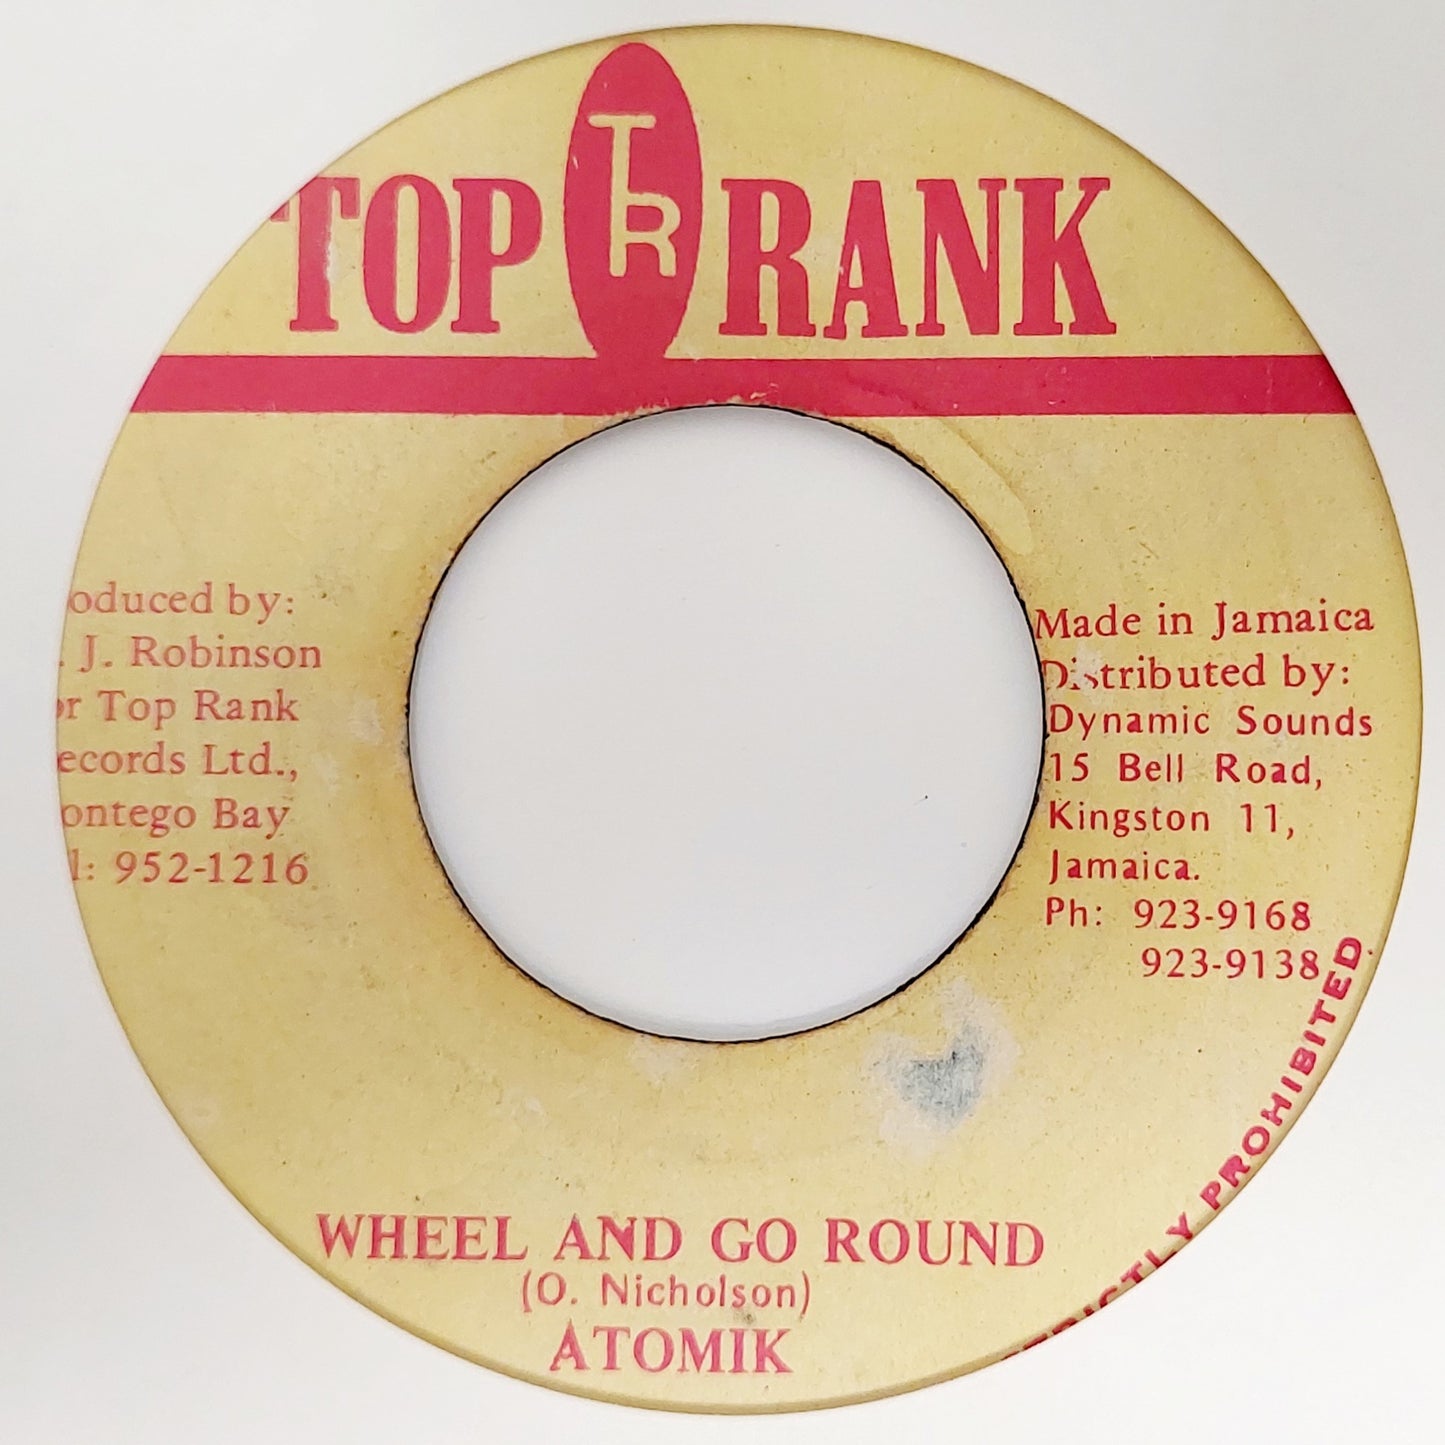 TOP TR RANK
oduced by:
. J. Robinson
or Top Rank
ecords Ltd.,
ontego Bay
l: 952-1216
Made in Jamaica
Distributed by:
Dynamic Sounds
15 Bell Road,
Kingston 11,
Jamaica.
Ph: 923-9168
923-9138
STRICTLY PROHIBITED
WHEEL AND GO ROUND
(O. Nicholson)
ATOMIK